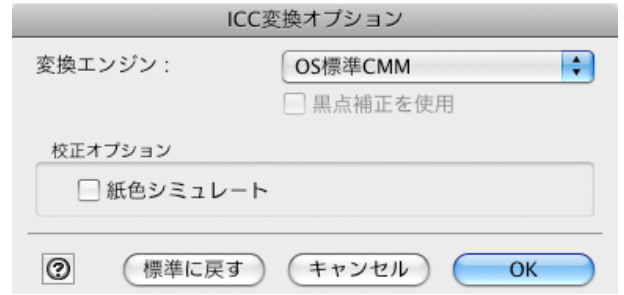 ICC変換オプション
変換エンジン : OS標準CMM
黒点補正を使用
校正オプション
紙色シミュレート
? 標準に戻す キャンセル OK